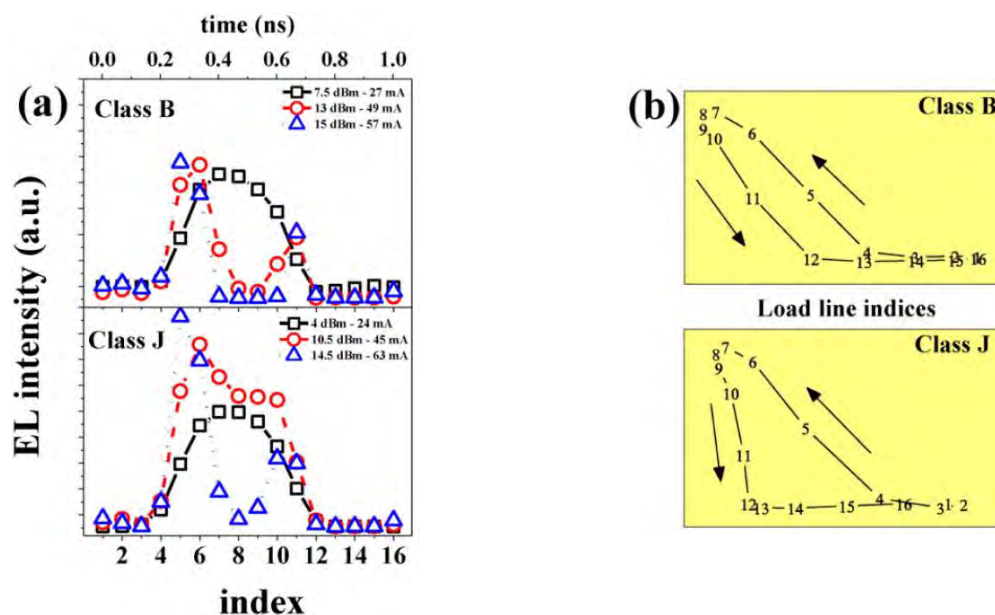 time (ns)
0.0 0.2 0.4 0.6 0.8 1.0
(a)
Class B
7.5 dBm - 27 mA
13 dBm - 49 mA
15 dBm - 57 mA
EL intensity (a.u.)
Class J
4 dBm - 24 mA
10.5 dBm - 45 mA
14.5 dBm - 63 mA
2 4 6 8 10 12 14 16
index
(b)
Class B
8 7
9
10
6
11
5
12
13
4
14
3
15
2
1
16
Load line indices
Class J
8 7
9
10
6
11
5
12
13
14
15
4
16
3
1
2